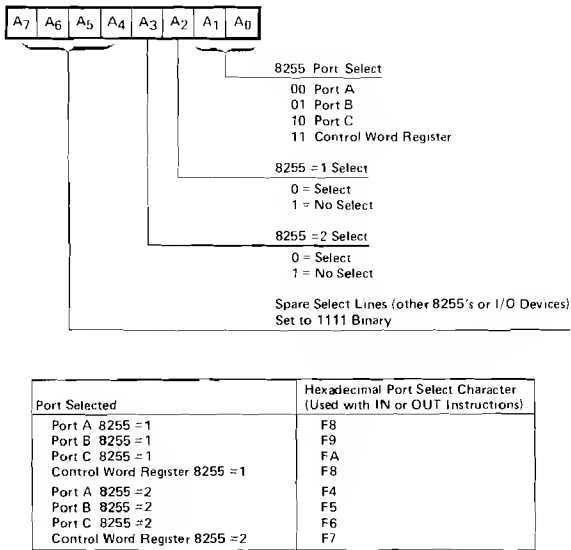 A7 A6 A5 A4 A3 A2 A1 A0
8255 Port Select
00 Port A
01 Port B
10 Port C
11 Control Word Register
8255 =1 Select
0 = Select
1 = No Select
8255 =2 Select
0 = Select
1 = No Select
Spare Select Lines (other 8255's or I/O Devices)
Set to 1111 Binary
Port Selected
Hexadecimal Port Select Character
(Used with IN or OUT Instructions)
Port A 8255 =1 F8
Port B 8255 =1 F9
Port C 8255 =1 FA
Control Word Register 8255 =1 F8
Port A 8255 =2 F4
Port B 8255 =2 F5
Port C 8255 =2 F6
Control Word Register 8255 =2 F7